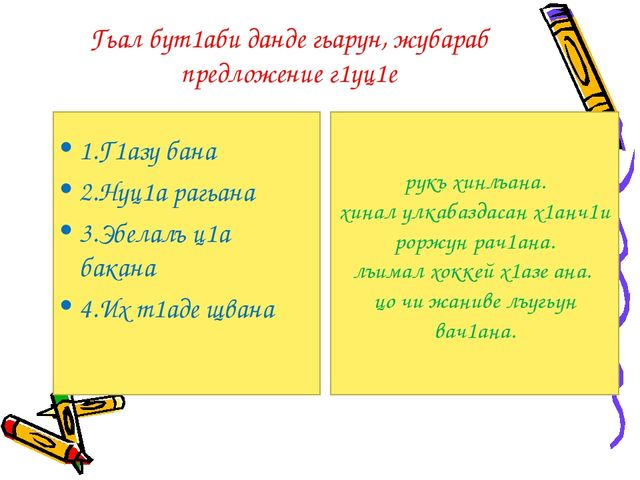 Гьал бут1аби данде гьарун, жубараб
предложение г1уц1е
1.Г1азу бана
2.Нуц1а рагьана
3.Эбелалъ ц1а
бакана
4.Их т1аде щвана
рукъ хинлъана.
хинал улкабаздасан х1анч1и
роржун рач1ана.
лъимал хоккей х1азе ана.
цо чи жаниве лъугьун
вач1ана.